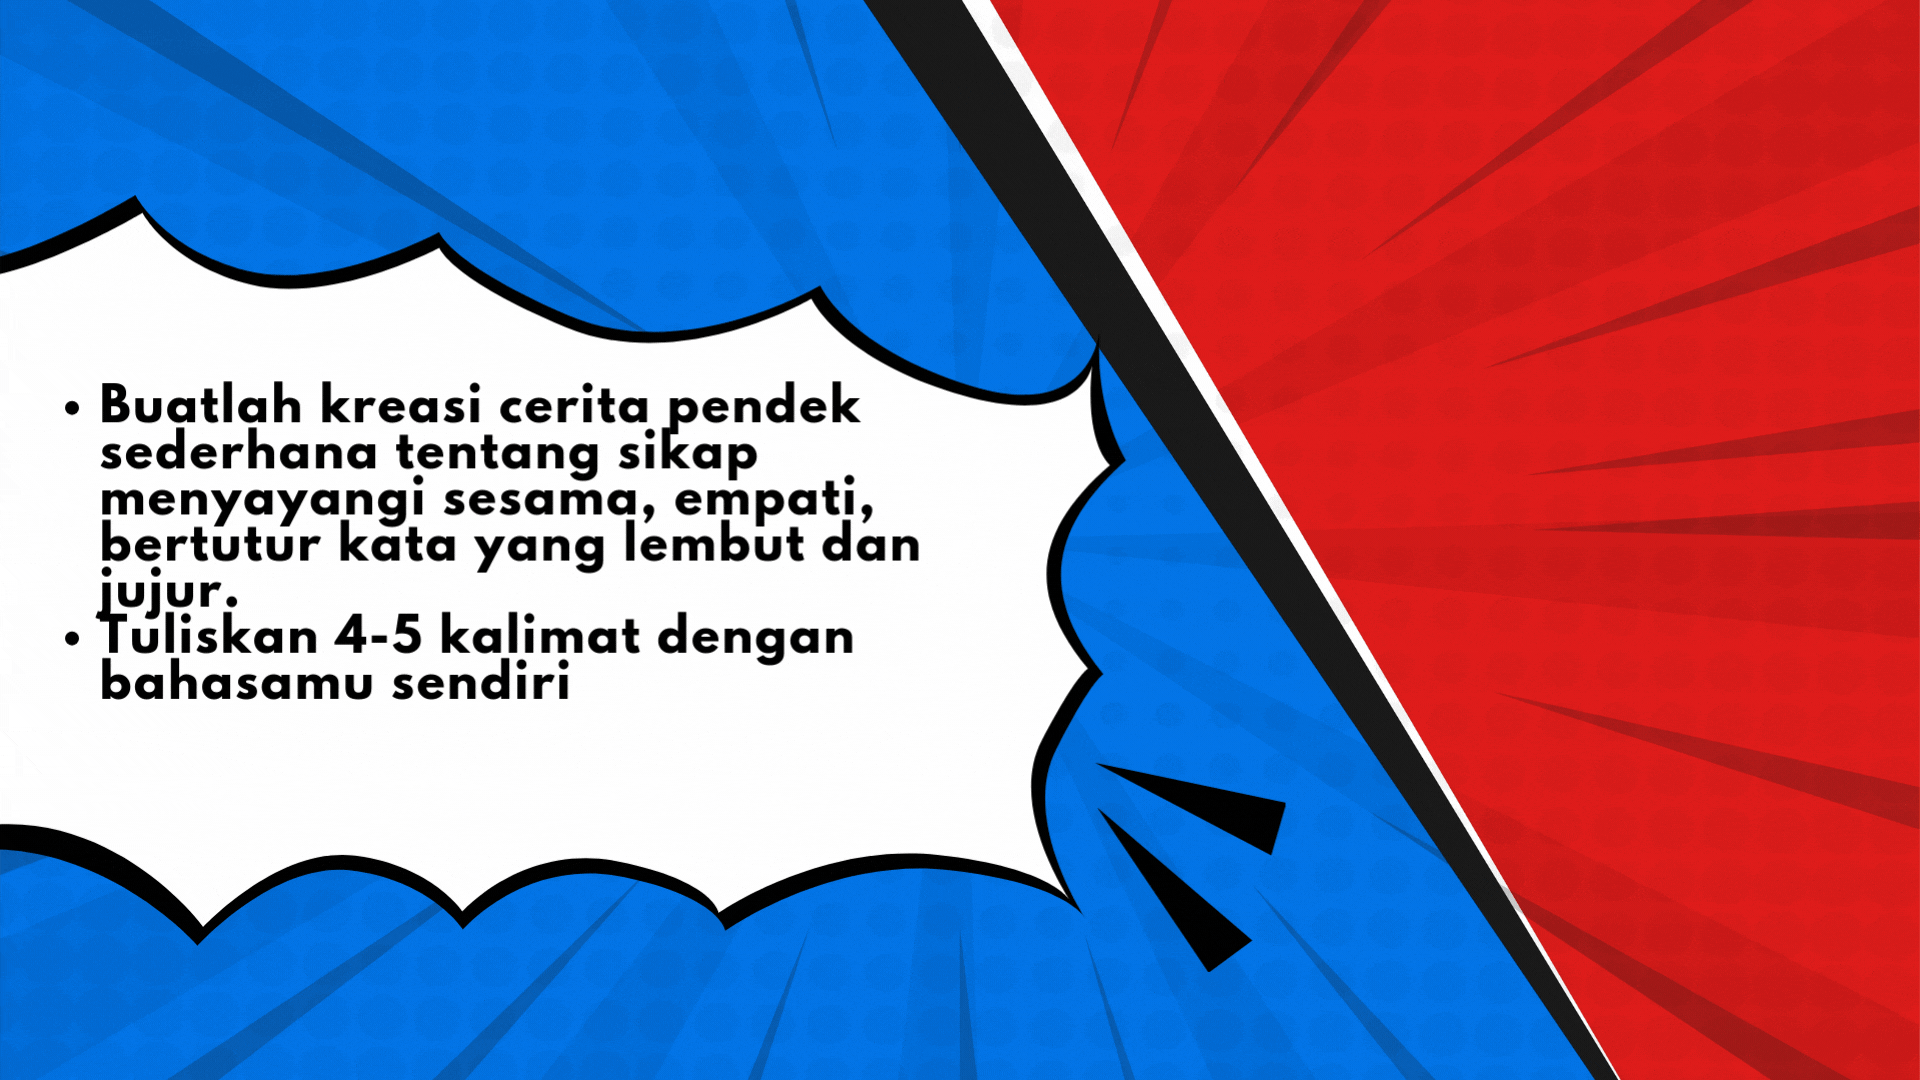 • Buatlah kreasi cerita pendek
sederhana tentang sikap
menyayangi sesama, empati,
bertutur kata yang lembut dan
jujur.
• Tuliskan 4-5 kalimat dengan
bahasamu sendiri